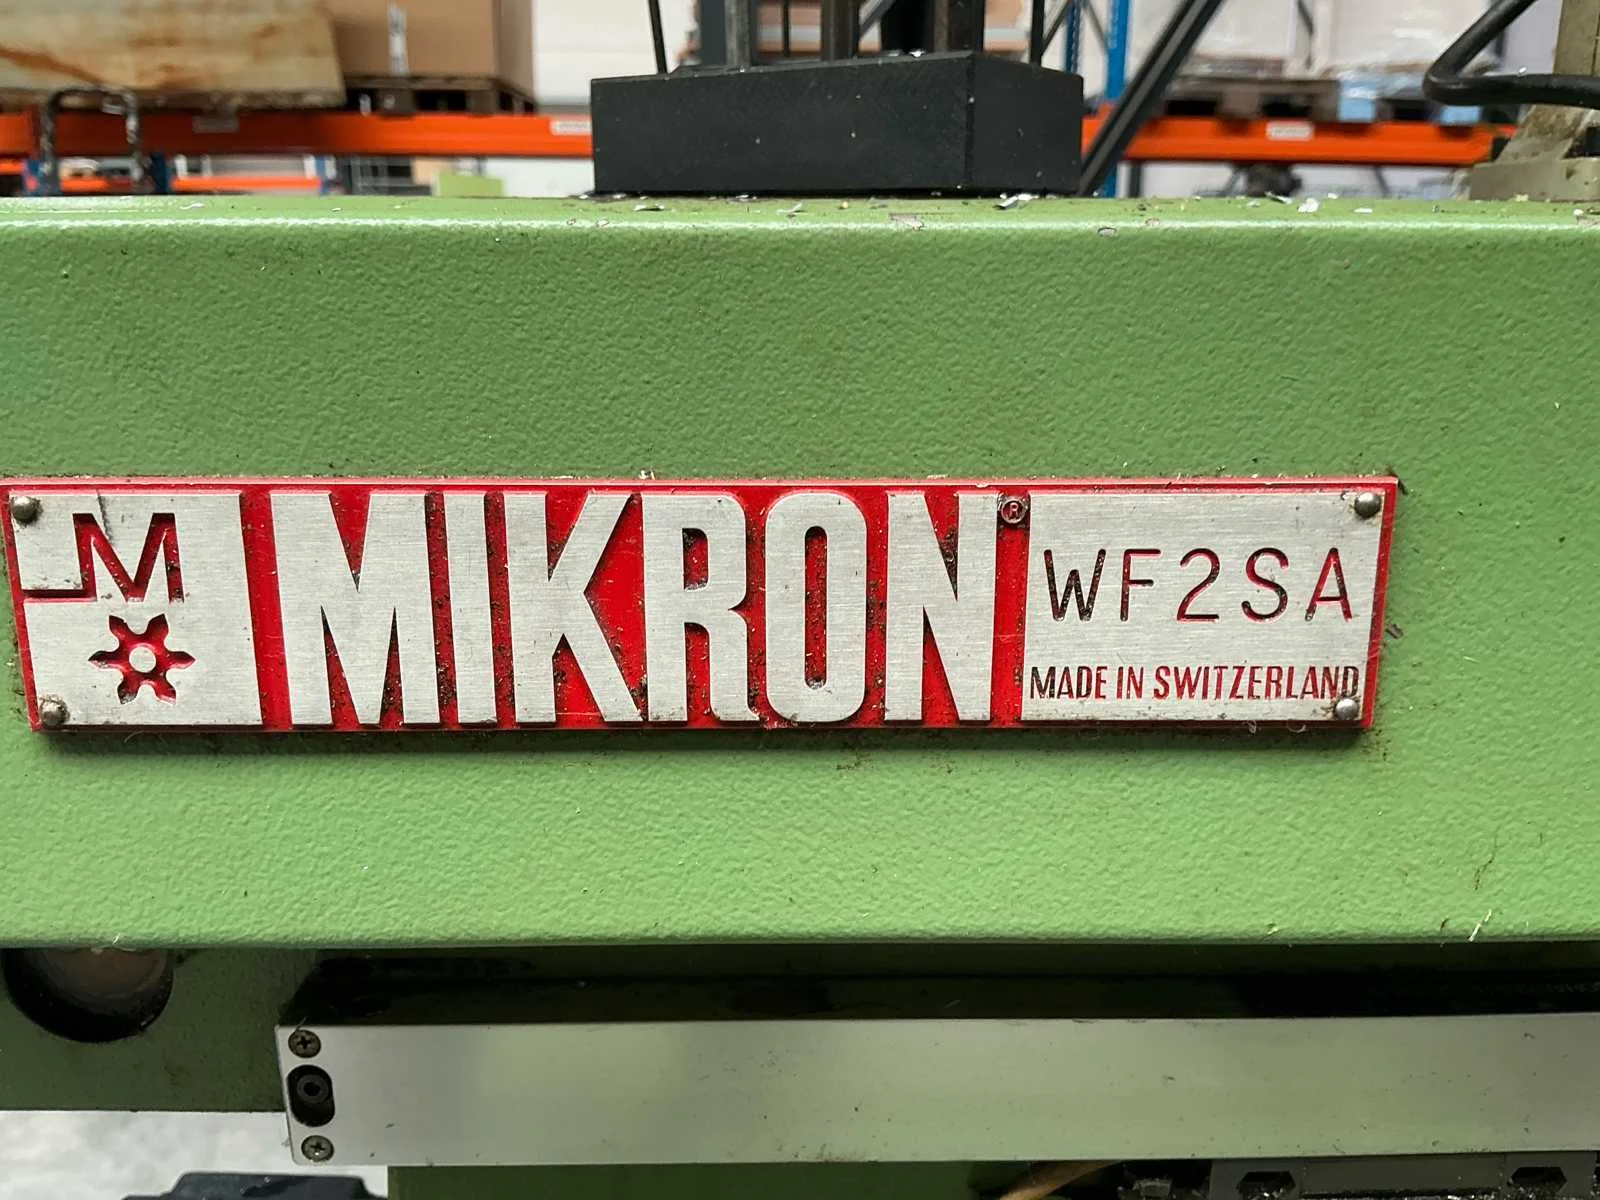 M MIKRON® WF2SA
MADE IN SWITZERLAND